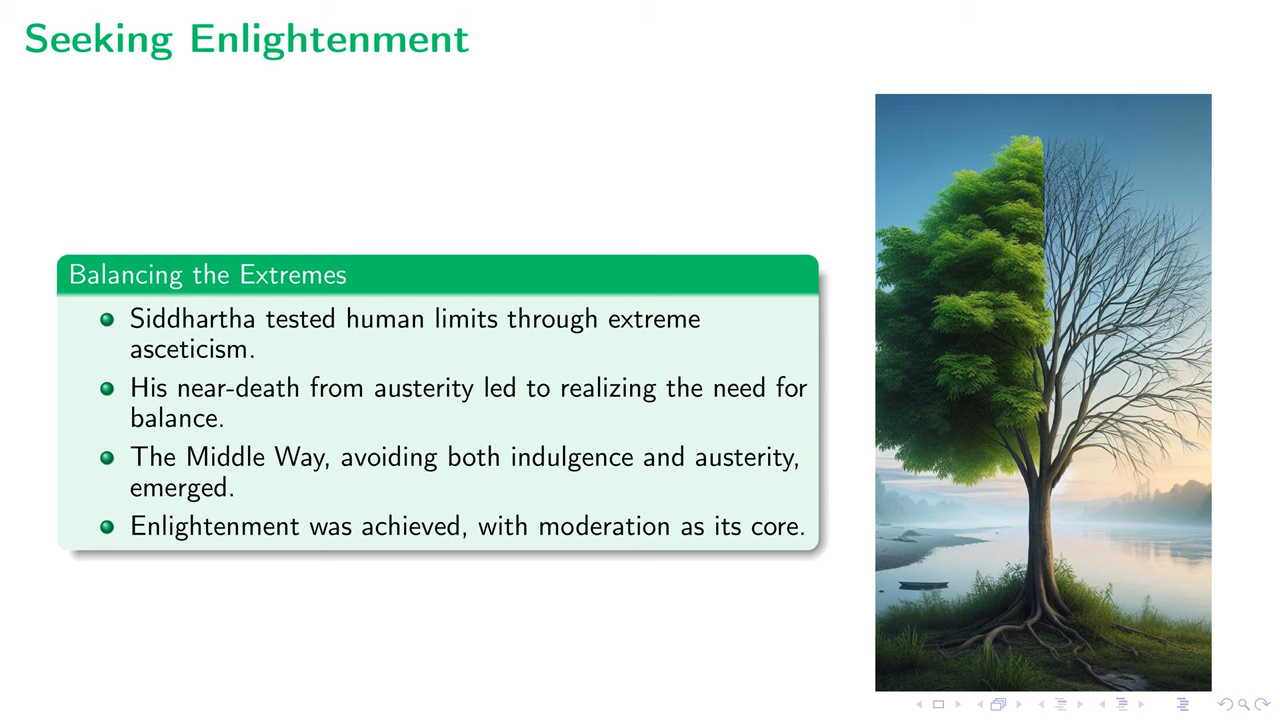 Seeking Enlightenment
Balancing the Extremes
Siddhartha tested human limits through extreme
asceticism.
His near-death from austerity led to realizing the need for
balance.
The Middle Way, avoiding both indulgence and austerity,
emerged.
Enlightenment was achieved, with moderation as its core.